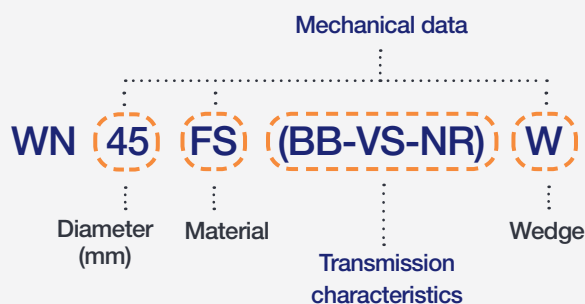 Mechanical data
WN 45 FS (BB-VS-NR) W
Diameter
(mm)
Material
Wedge
Transmission
characteristics